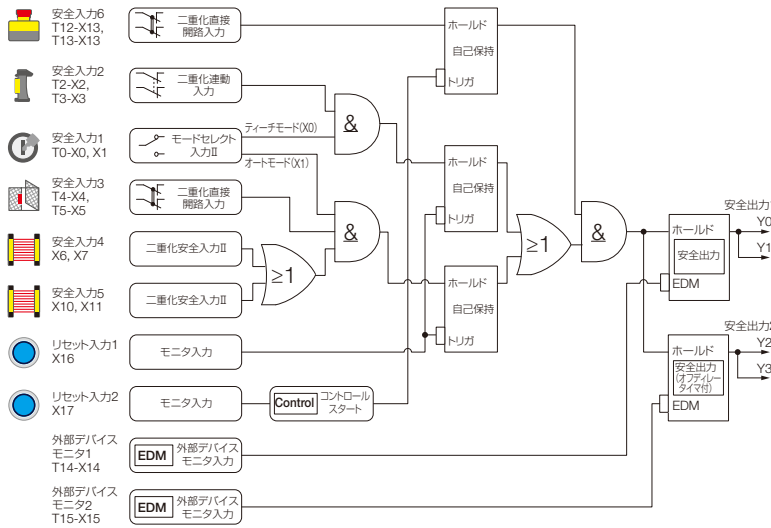 安全入力6
T12-X13,
T13-X13
二重化直接
開路入力
ホールド
自己保持
トリガ
安全入力2
T2-X2,
T3-X3
二重化連動
入力
&
ティーチモード(X0)
安全入力1
T0-X0, X1
モードセレクト
入力II
オートモード(X1)
ホールド
自己保持
トリガ
安全入力3
T4-X4,
T5-X5
二重化直接
開路入力
&
≥1
&
安全出力1
Y0
Y1
ホールド
安全出力
EDM
安全入力4
X6, X7
二重化安全入力II
≥1
ホールド
自己保持
トリガ
安全入力5
X10, X11
二重化安全入力II
リセット入力1
X16
モニタ入力
安全出力2
Y2
Y3
ホールド
安全出力
(オフディレー
タイマ付)
EDM
リセット入力2
X17
モニタ入力
Control
コントロール
スタート
外部デバイス
モニタ1
T14-X14
EDM
外部デバイス
モニタ入力
外部デバイス
モニタ2
T15-X15
EDM
外部デバイス
モニタ入力